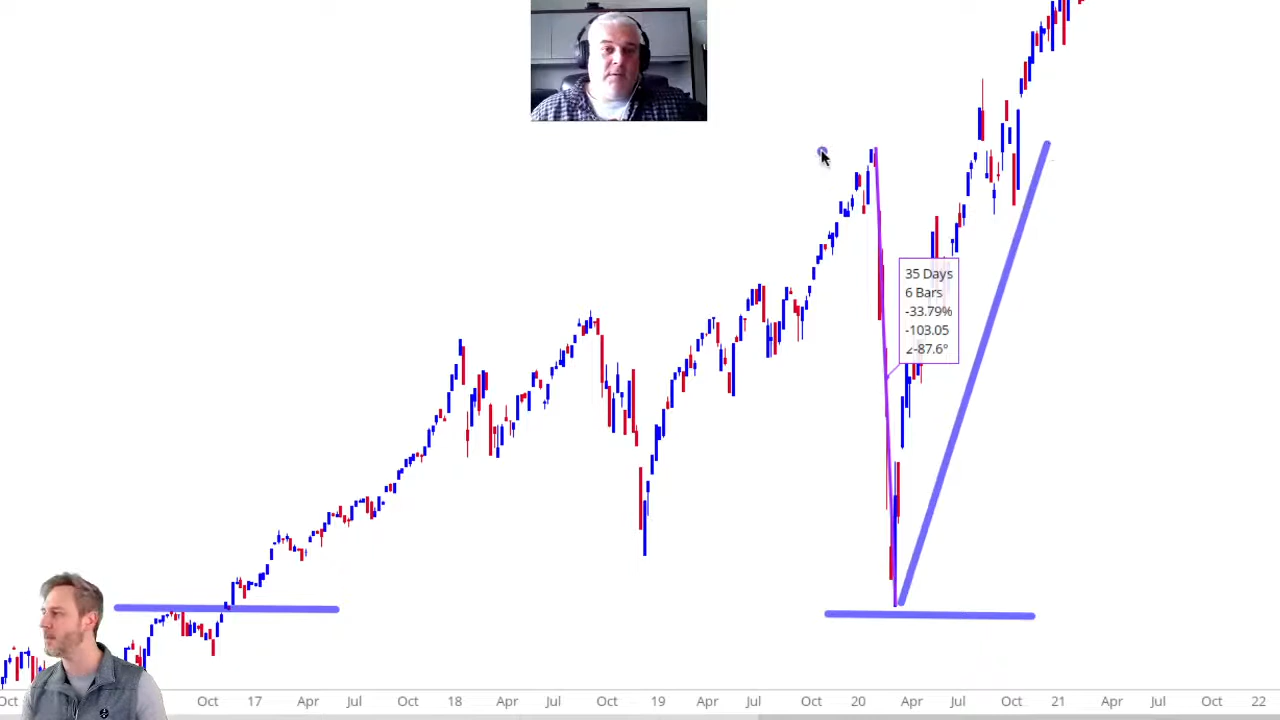 35 Days
6 Bars
-33.79%
-103.05
-87.6°
Oct Oct 17 Apr Jul Oct 18 Apr Jul Oct 19 Apr Jul Oct 20 Apr Jul Oct 21 Apr Jul Oct 22